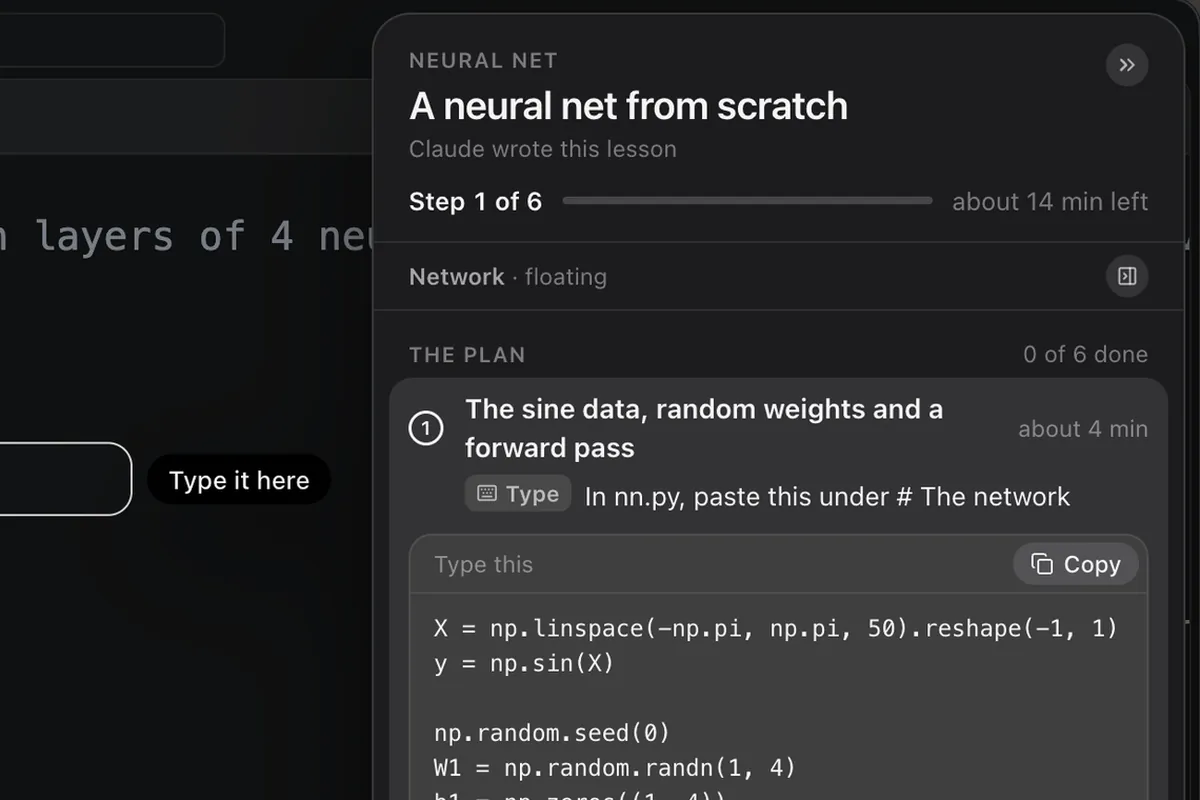 NEURAL NET
A neural net from scratch
Claude wrote this lesson
Step 1 of 6
about 14 min left
layers of 4
Network · floating
THE PLAN
0 of 6 done
1
The sine data, random weights and a
forward pass
about 4 min
Type
In nn.py, paste this under # The network
Type it here
Type this
Copy
X = np.linspace(-np.pi, np.pi, 50).reshape(-1, 1)
y = np.sin(X)
np.random.seed(0)
W1 = np.random.randn(1, 4)